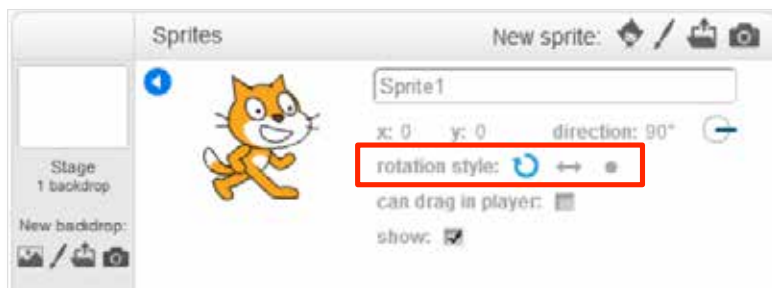 Sprites
New sprite:
Sprite1
x: 0 y: 0 direction: 90°
rotation style:
can drag in player:
show:
Stage
1 backdrop
New backdrop: